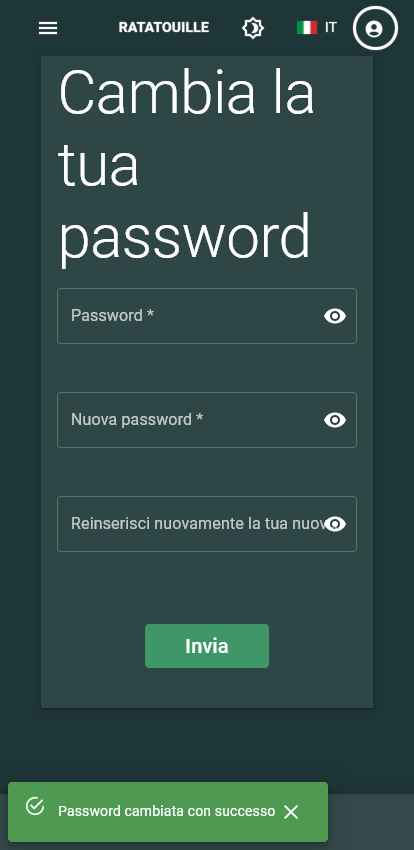 RATATOUILLE
IT
Cambia la
tua
password
Password *
Nuova password *
Reinserisci nuovamente la tua nuov
Invia
Password cambiata con successo